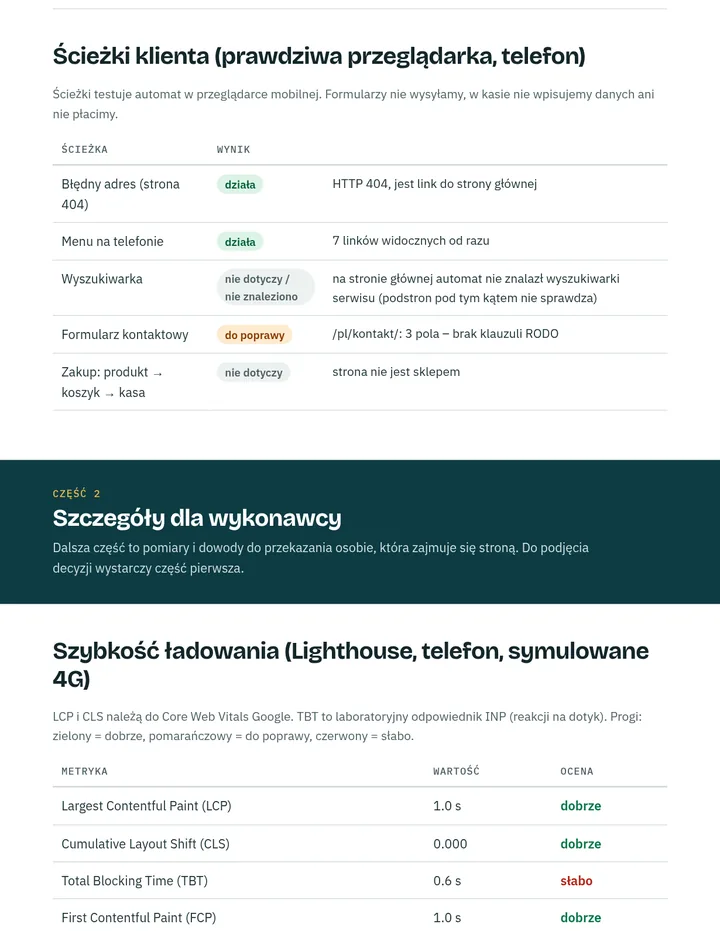 Ścieżki klienta (prawdziwa przeglądarka, telefon)
Ścieżki testuje automat w przeglądarce mobilnej. Formularzy nie wysyłamy, w kasie nie wpisujemy danych ani
nie płacimy.
ŚCIEŻKA WYNIK
Błędny adres (strona
404)
działa
HTTP 404, jest link do strony głównej
Menu na telefonie działa 7 linków widocznych od razu
Wyszukiwarka
nie dotyczy /
nie znaleziono
na stronie głównej automat nie znalazł wyszukiwarki
serwisu (podstron pod tym kątem nie sprawdza)
Formularz kontaktowy do poprawy /pl/kontakt/: 3 pola – brak klauzuli RODO
Zakup: produkt →
koszyk → kasa
nie dotyczy
strona nie jest sklepem
CZĘŚĆ 2
Szczegóły dla wykonawcy
Dalsza część to pomiary i dowody do przekazania osobie, która zajmuje się stroną. Do podjęcia
decyzji wystarczy część pierwsza.
Szybkość ładowania (Lighthouse, telefon, symulowane
4G)
LCP i CLS należą do Core Web Vitals Google. TBT to laboratoryjny odpowiednik INP (reakcji na dotyk). Progi:
zielony = dobrze, pomarańczowy = do poprawy, czerwony = słabo.
METRYKA WARTOŚĆ OCENA
Largest Contentful Paint (LCP) 1.0 s dobrze
Cumulative Layout Shift (CLS) 0.000 dobrze
Total Blocking Time (TBT) 0.6 s słabo
First Contentful Paint (FCP) 1.0 s dobrze